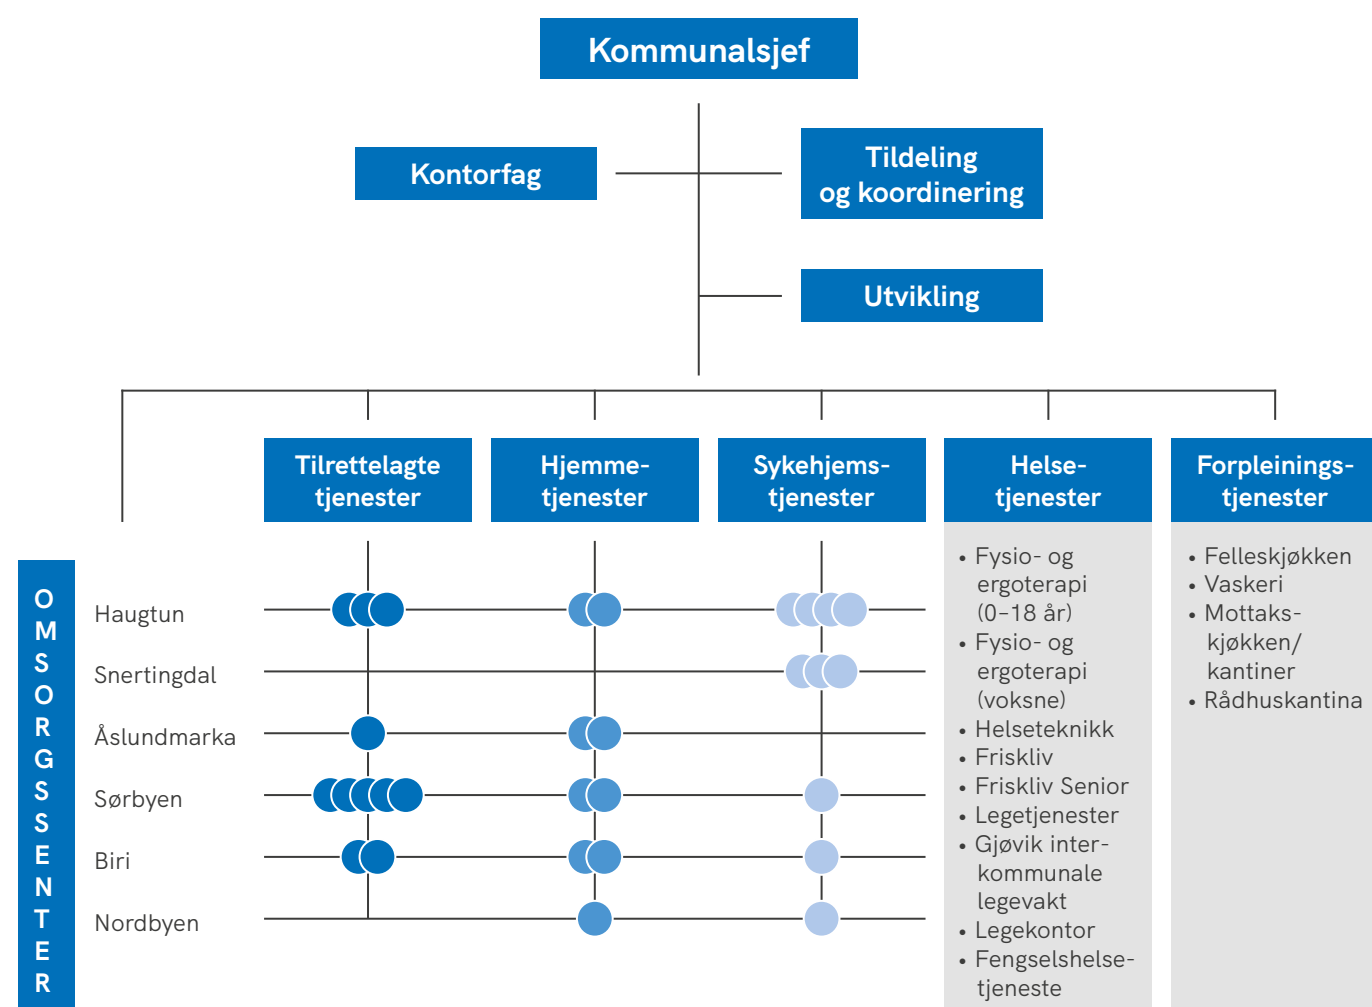 Kommunalsjef
Kontorfag
Tildeling
og koordinering
Utvikling
Tilrettelagte
tjenester
Hjemme-
tjenester
Sykehjems-
tjenester
Helse-
tjenester
Forpleinings-
tjenester
OMSORGSSENTER
Haugtun
Snertingdal
Åslundmarka
Sørbyen
Biri
Nordbyen
• Fysio- og
ergoterapi
(0–18 år)
• Fysio- og
ergoterapi
(voksne)
• Helseteknikk
• Friskliv
• Friskliv Senior
• Legetjenester
• Gjøvik inter-
kommunale
legevakt
• Legekontor
• Fengselshelse-
tjeneste
• Felleskjøkken
• Vaskeri
• Mottaks-
kjøkken/
kantiner
• Rådhuskantina